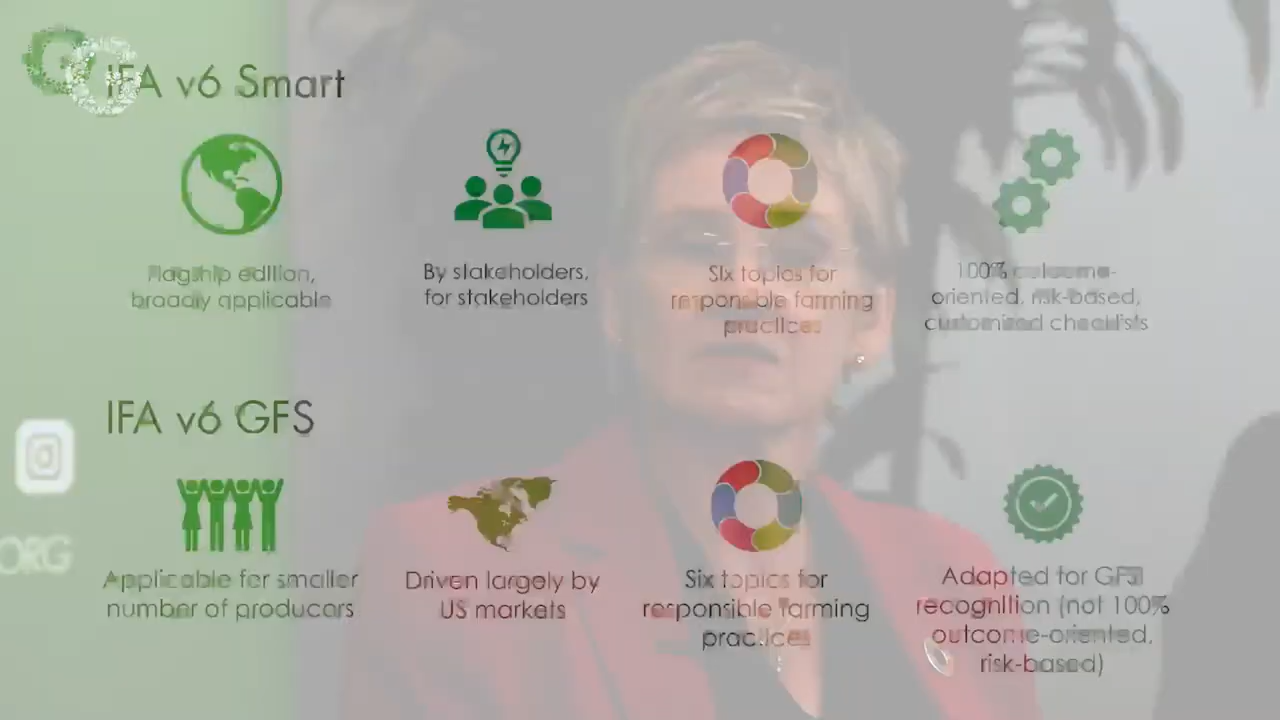 IFA v6 Smart
Flagship edition,
broadly applicable
By stakeholders,
for stakeholders
Six topics for
responsible farming
practices
100% outcome-
oriented, risk-based,
customized checklists
IFA v6 GFS
ORG
Applicable for smaller
number of producers
Driven largely by
US markets
Six topics for
responsible farming
practices
Adapted for GFSI
recognition (not 100%
outcome-oriented,
risk-based)